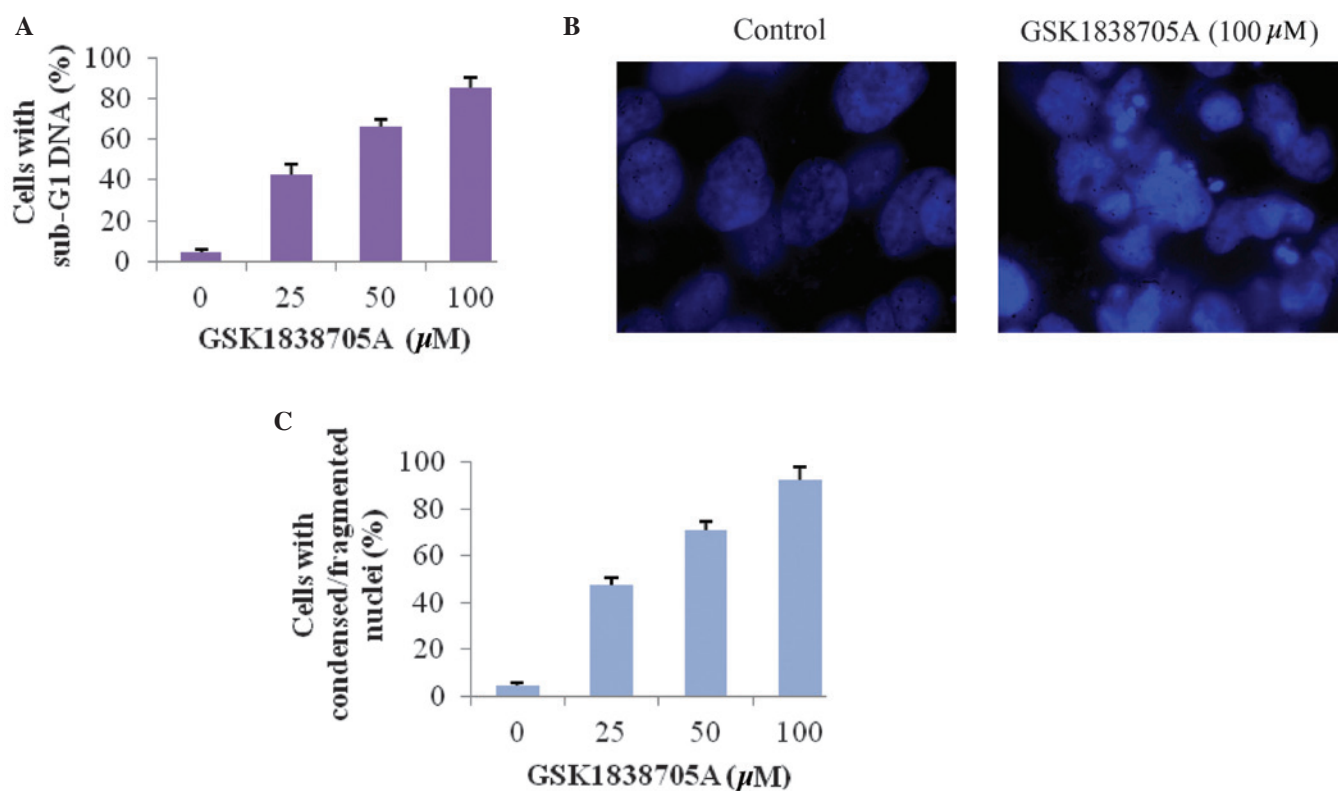 A
Cells with
sub-G1 DNA (%)
100
80
60
40
20
0
0 25 50 100
GSK1838705A (µM)
B
Control
GSK1838705A (100 µM)
C
Cells with
condensed/fragmented
nuclei (%)
100
80
60
40
20
0
0 25 50 100
GSK1838705A (µM)